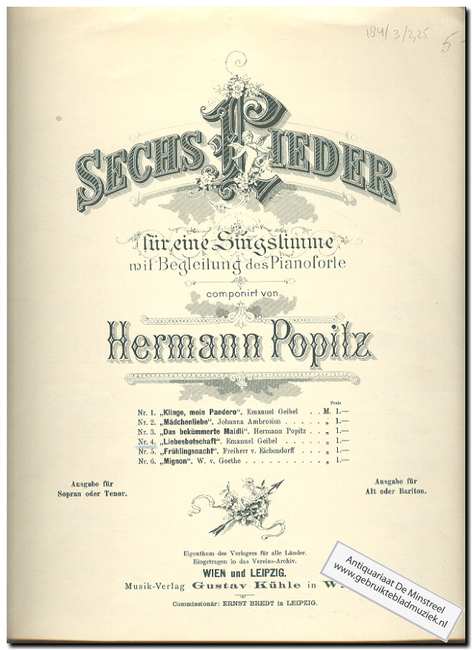 184/3/2,25
5-
SECHS LIEDER
für eine Singstimme
mit Begleitung des Pianoforte
componirt von
Hermann Popitz
Preis
Nr. 1. „Klinge, mein Pandero“, Emanuel Geibel . . M. 1.—
Nr. 2. „Mädchenliebe“, Johanna Ambrosius . . . „ 1.—
Nr. 3. „Das bekümmerte Maidli“, Hermann Popitz . . „ 1.—
Nr. 4. „Liebesbotschaft“, Emanuel Geibel . . . . „ 1.—
Nr. 5. „Frühlingsnacht“, Freiherr v. Eichendorff . . . „ 1.—
Nr. 6. „Mignon“, W. v. Goethe . . . . . . . „ 1.—
Ausgabe für
Sopran oder Tenor.
Ausgabe für
Alt oder Bariton.
Eigenthum des Verlegers für alle Länder.
Eingetragen in das Vereins-Archiv.
WIEN und LEIPZIG.
Musik-Verlag Gustav Kühle in W
Commissionär: ERNST BREDT in LEIPZIG.
Antiquariaat De Minstreel
www.gebruiktebladmuziek.nl